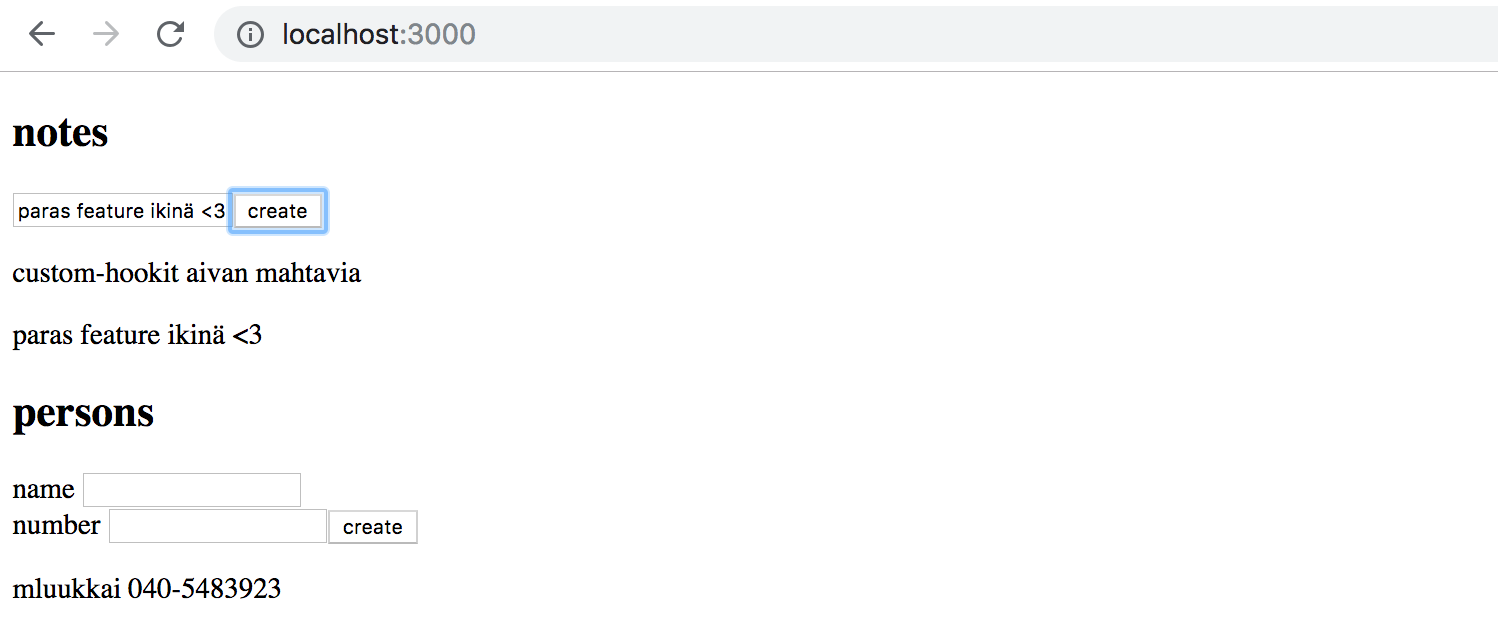 localhost:3000
notes
paras feature ikinä <3 create
custom-hookit aivan mahtavia
paras feature ikinä <3
persons
name
number create
mluukkai 040-5483923